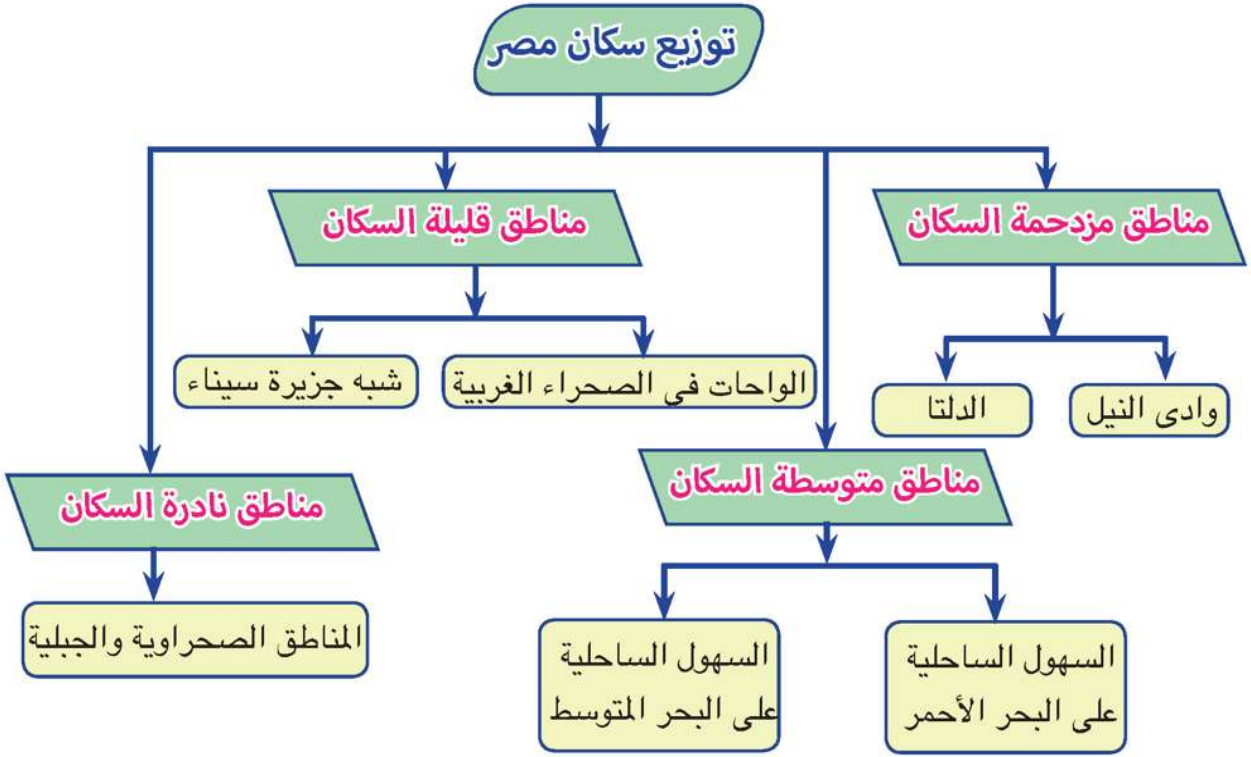 توزيع سكان مصر
مناطق مزدحمة السكان
وادى النيل
الدلتا
مناطق متوسطة السكان
السهول الساحلية
على البحر الأحمر
السهول الساحلية
على البحر المتوسط
مناطق قليلة السكان
الواحات فى الصحراء الغربية
شبه جزيرة سيناء
مناطق نادرة السكان
المناطق الصحراوية والجبلية